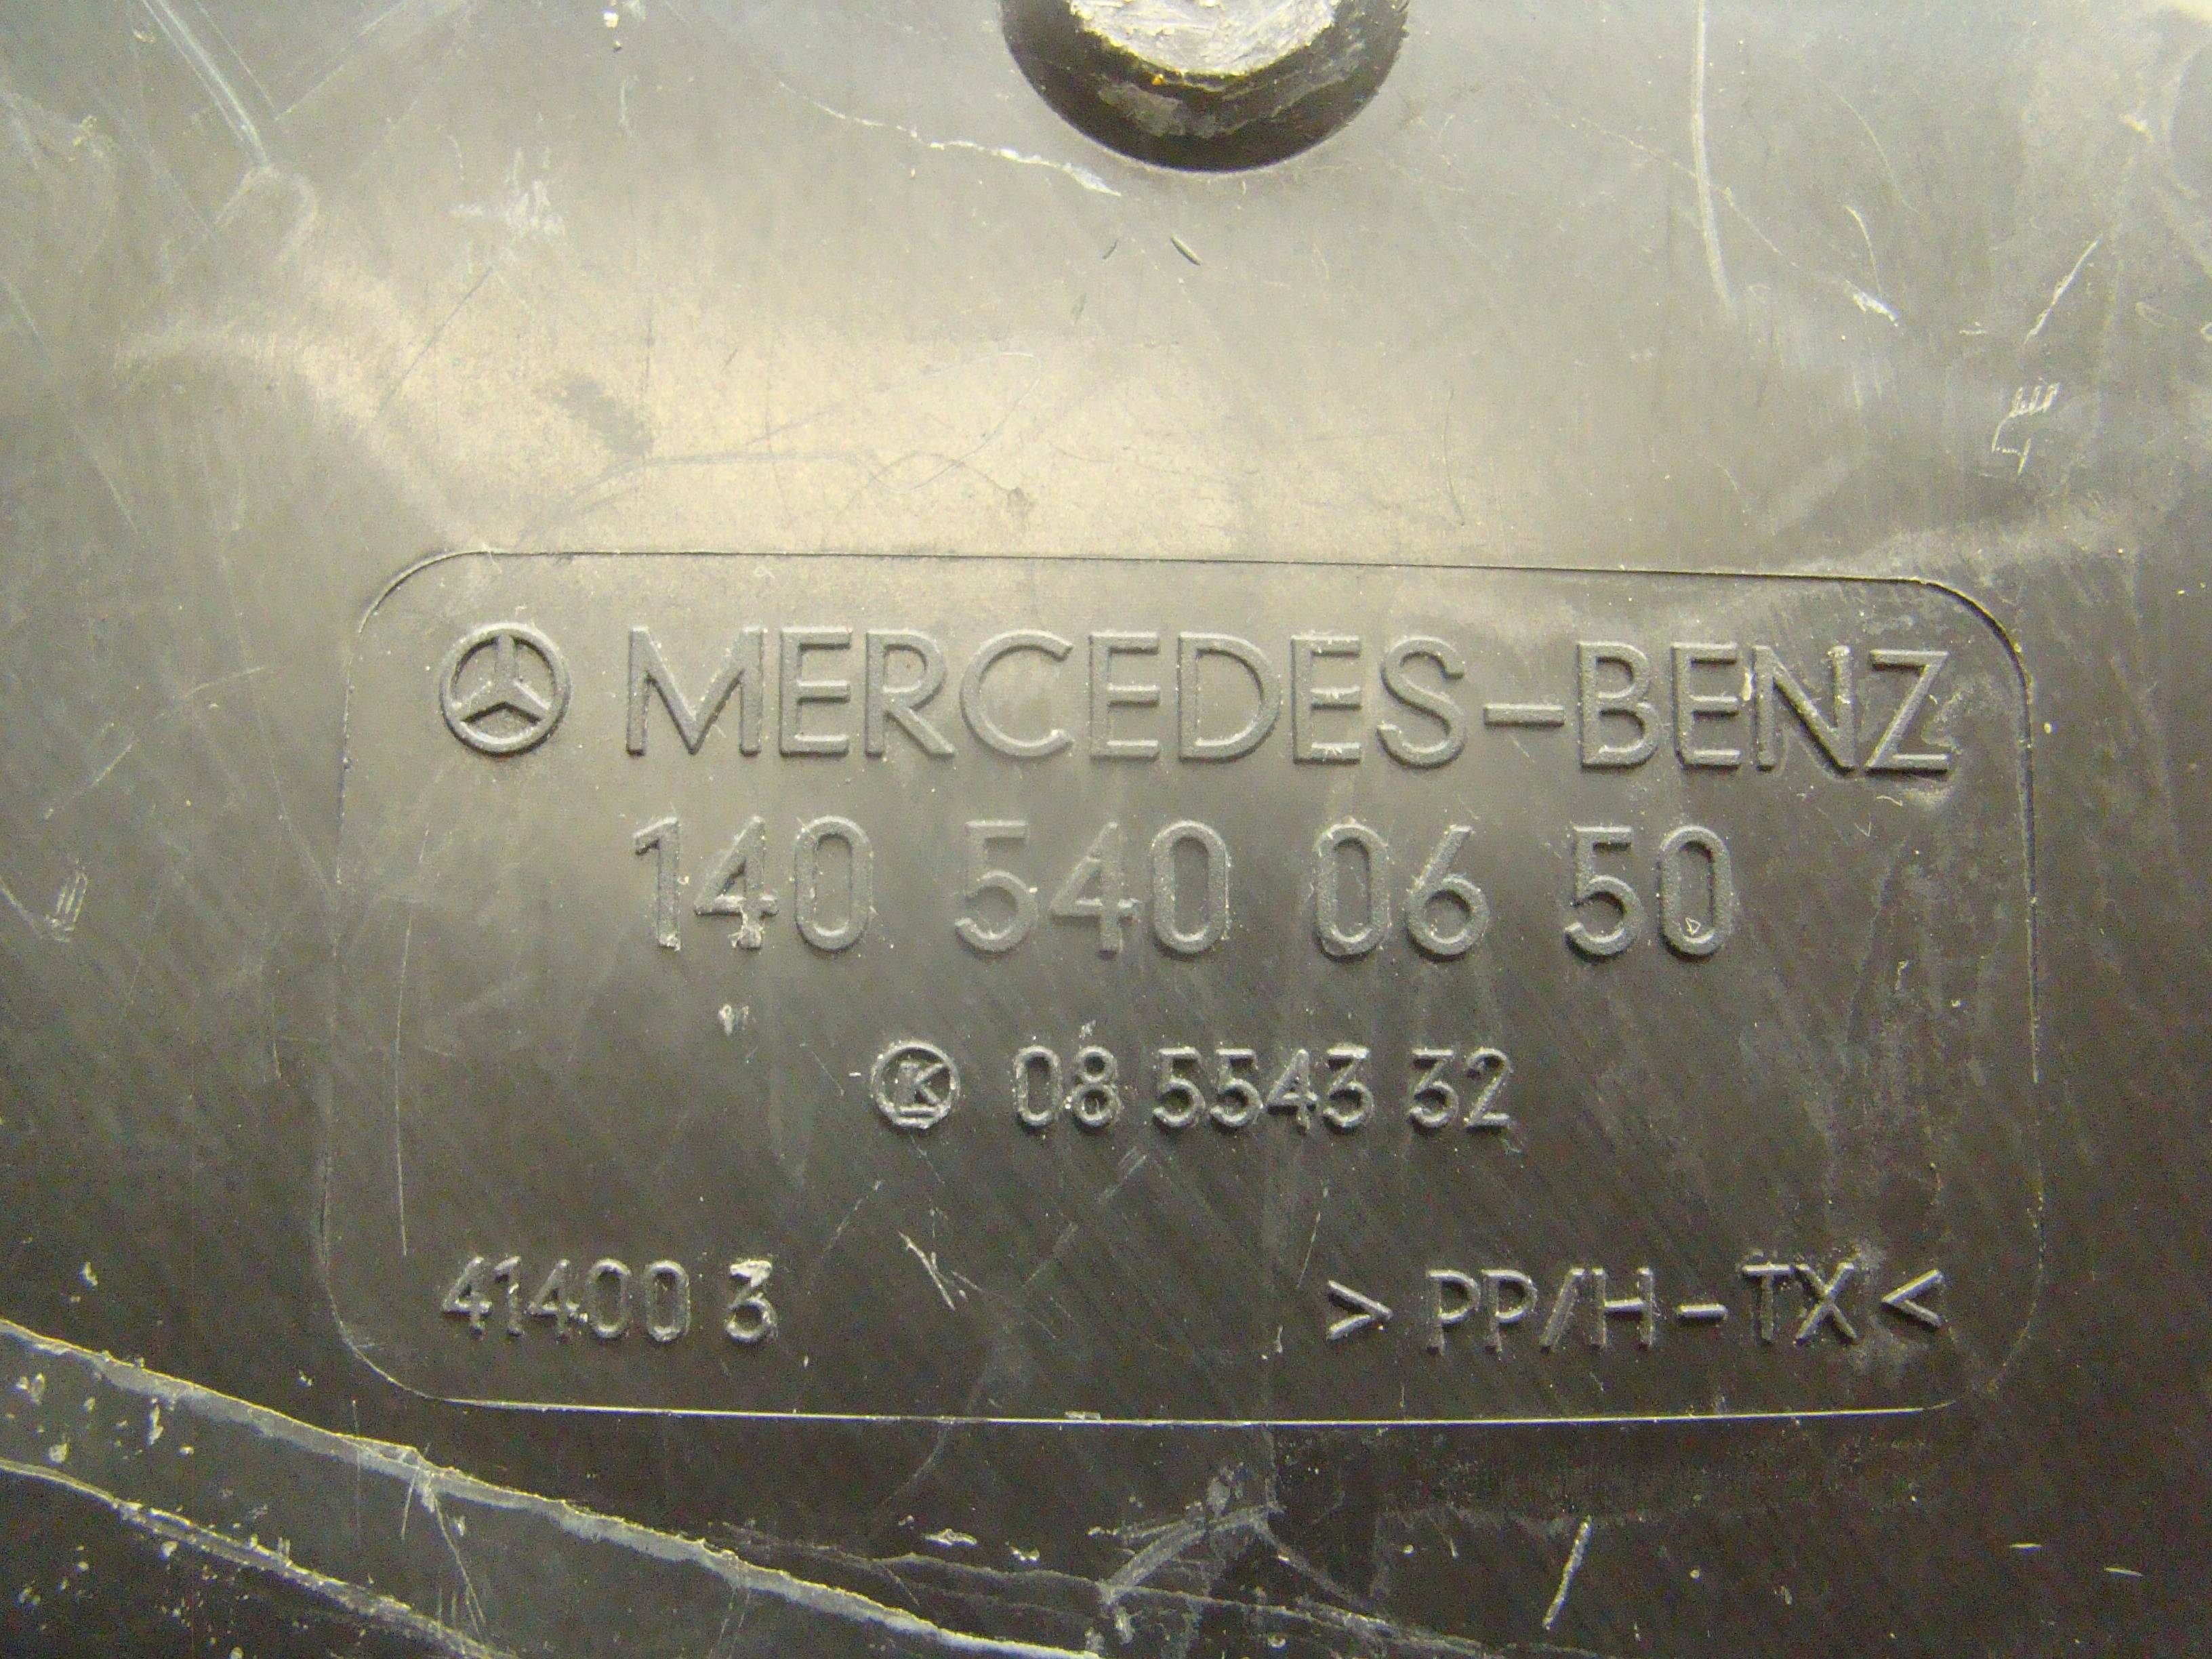 MERCEDES-BENZ
140 540 06 50
K 08 5543 32
41400 3 > PP/H-TX <